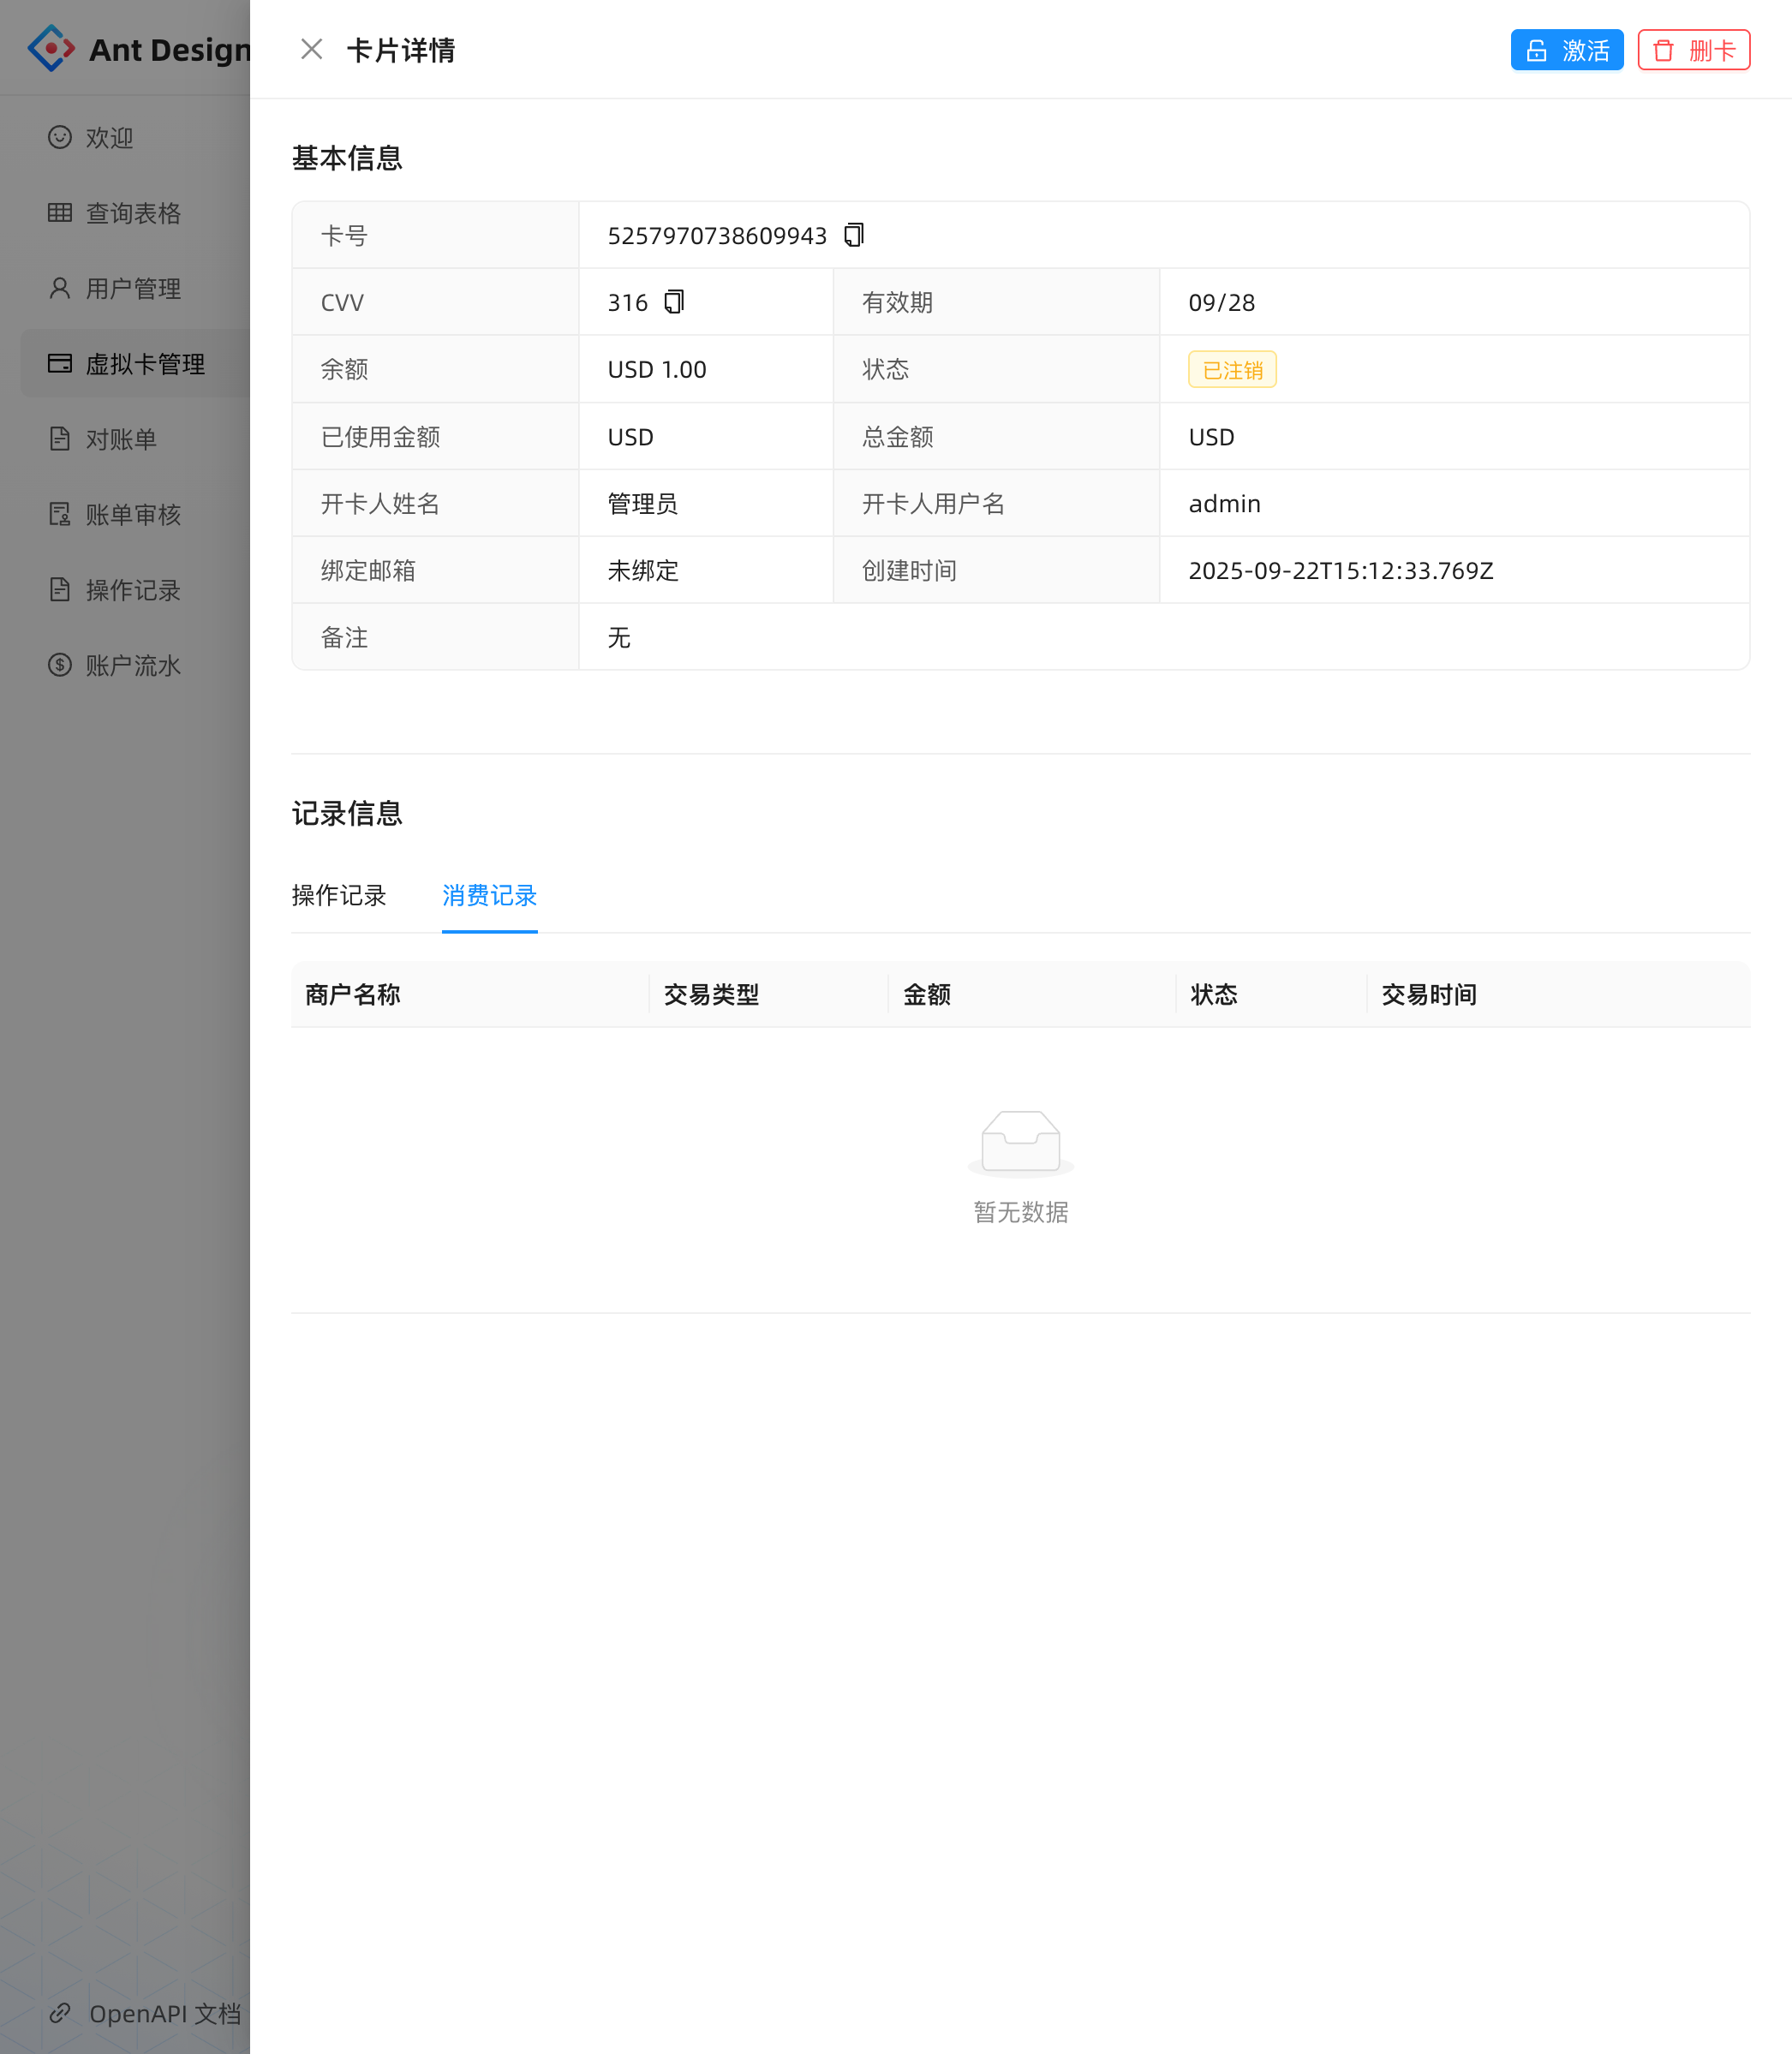 Ant Design
欢迎
查询表格
用户管理
虚拟卡管理
对账单
账单审核
操作记录
账户流水
OpenAPI 文档
卡片详情
激活
删卡
基本信息
卡号 5257970738609943
CVV 316 有效期 09/28
余额 USD 1.00 状态 已注销
已使用金额 USD 总金额 USD
开卡人姓名 管理员 开卡人用户名 admin
绑定邮箱 未绑定 创建时间 2025-09-22T15:12:33.769Z
备注 无
记录信息
操作记录 消费记录
商户名称 交易类型 金额 状态 交易时间
暂无数据